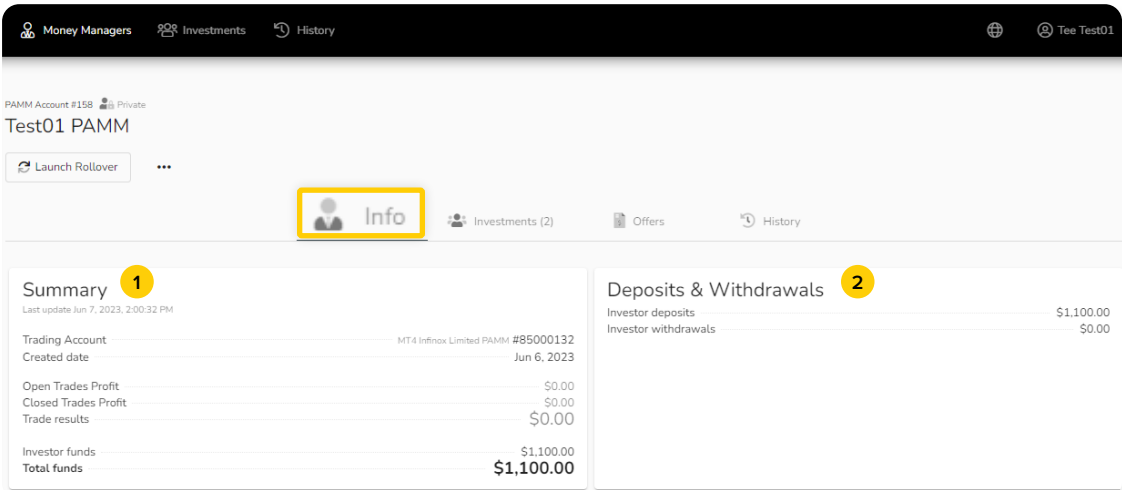 Money Managers Investments History Tee Test01
PAMM Account #158 Private
Test01 PAMM
Launch Rollover
Info Investments (2) Offers History
Summary 1
Last update Jun 7, 2023, 2:00:32 PM
Trading Account MT4 Infinox Limited PAMM #85000132
Created date Jun 6, 2023
Open Trades Profit $0.00
Closed Trades Profit $0.00
Trade results $0.00
Investor funds $1,100.00
Total funds $1,100.00
Deposits & Withdrawals 2
Investor deposits $1,100.00
Investor withdrawals $0.00